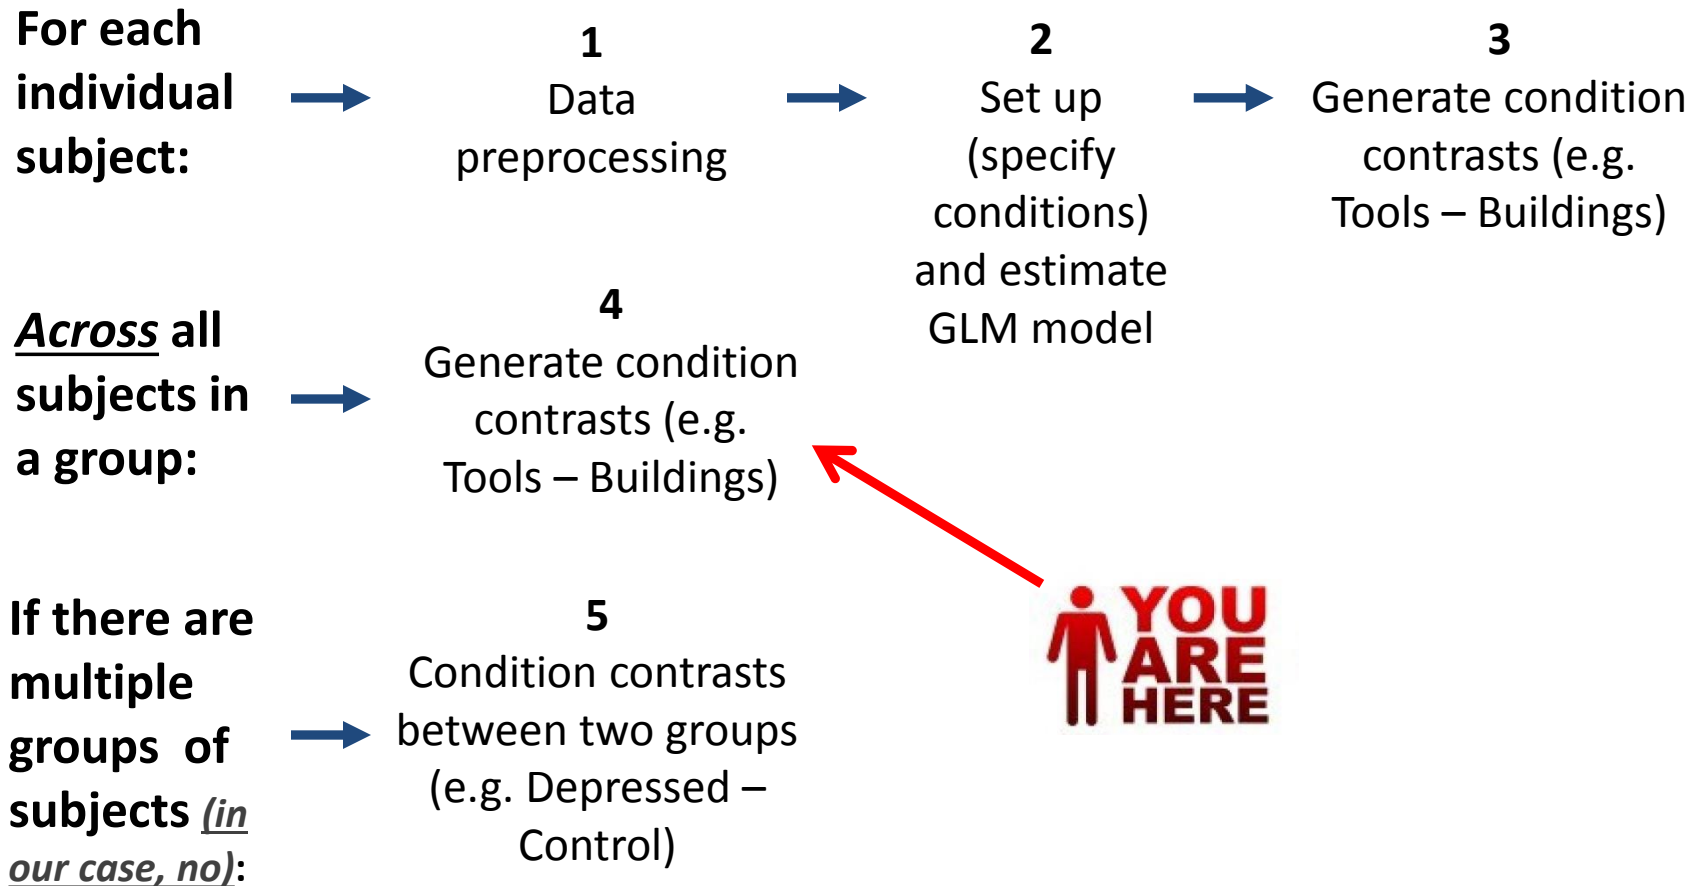 For each
individual
subject:
1
Data
preprocessing
2
Set up
(specify
conditions)
and estimate
GLM model
3
Generate condition
contrasts (e.g.
Tools – Buildings)
Across all
subjects in
a group:
4
Generate condition
contrasts (e.g.
Tools – Buildings)
YOU
ARE
HERE
If there are
multiple
groups of
subjects (in
our case, no):
5
Condition contrasts
between two groups
(e.g. Depressed –
Control)